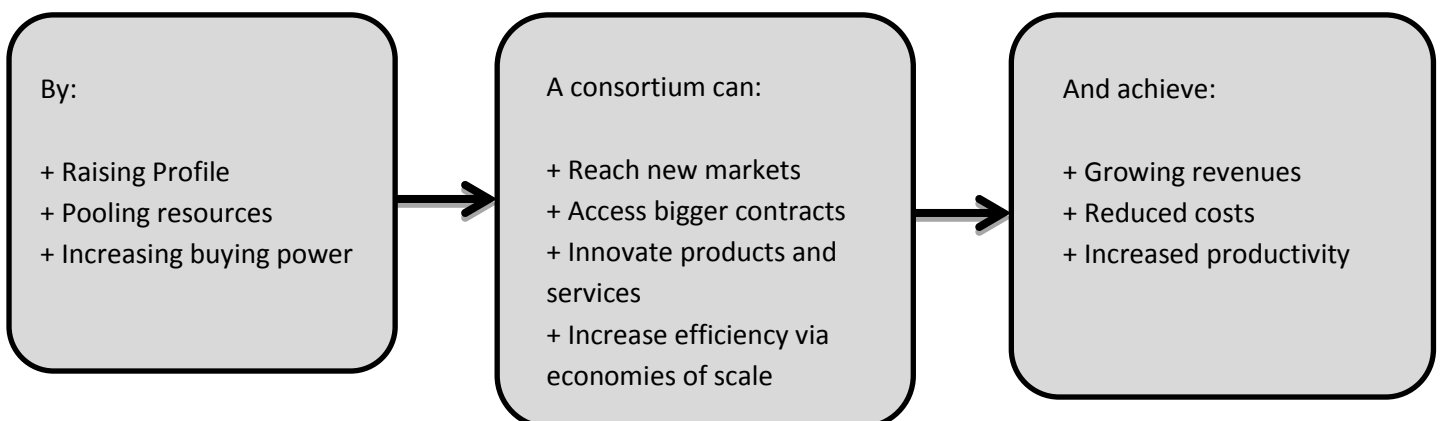 By:
+ Raising Profile
+ Pooling resources
+ Increasing buying power
A consortium can:
+ Reach new markets
+ Access bigger contracts
+ Innovate products and
services
+ Increase efficiency via
economies of scale
And achieve:
+ Growing revenues
+ Reduced costs
+ Increased productivity